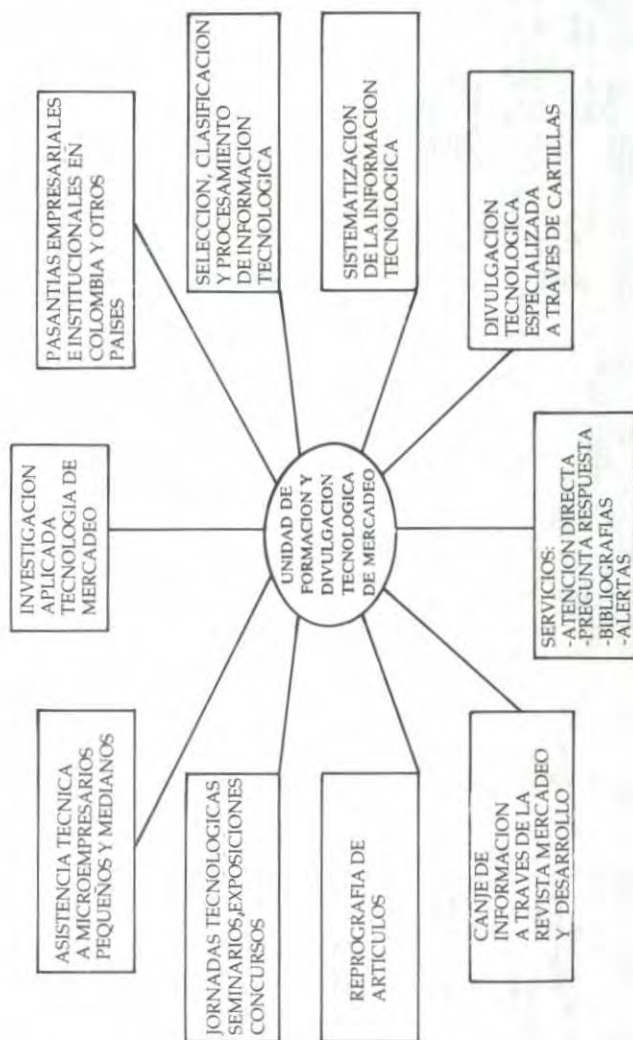 INVESTIGACION
APLICADA
TECNOLOGIA DE
MERCADEO
PASANTIAS EMPRESARIALES
E INSTITUCIONALES EN
COLOMBIA Y OTROS
PAISES
SELECCION, CLASIFICACION
Y PROCESAMIENTO
DE INFORMACION
TECNOLOGICA
SISTEMATIZACION
DE LA INFORMACION
TECNOLOGICA
DIVULGACION
TECNOLOGICA
ESPECIALIZADA
A TRAVES DE CARTILLAS
SERVICIOS:
-ATENCION DIRECTA
-PREGUNTA RESPUESTA
-BIBLIOGRAFIAS
-ALERTAS
CANJE DE
INFORMACION
A TRAVES DE LA
REVISTA MERCADEO
Y DESARROLLO
REPROGRAFIA DE
ARTICULOS
JORNADAS TECNOLOGICAS
SEMINARIOS,EXPOSICIONES
CONCURSOS
ASISTENCIA TECNICA
A MICROEMPRESARIOS
PEQUEÑOS Y MEDIANOS
UNIDAD DE
FORMACION Y
DIVULGACION
TECNOLOGICA
DE MERCADEO